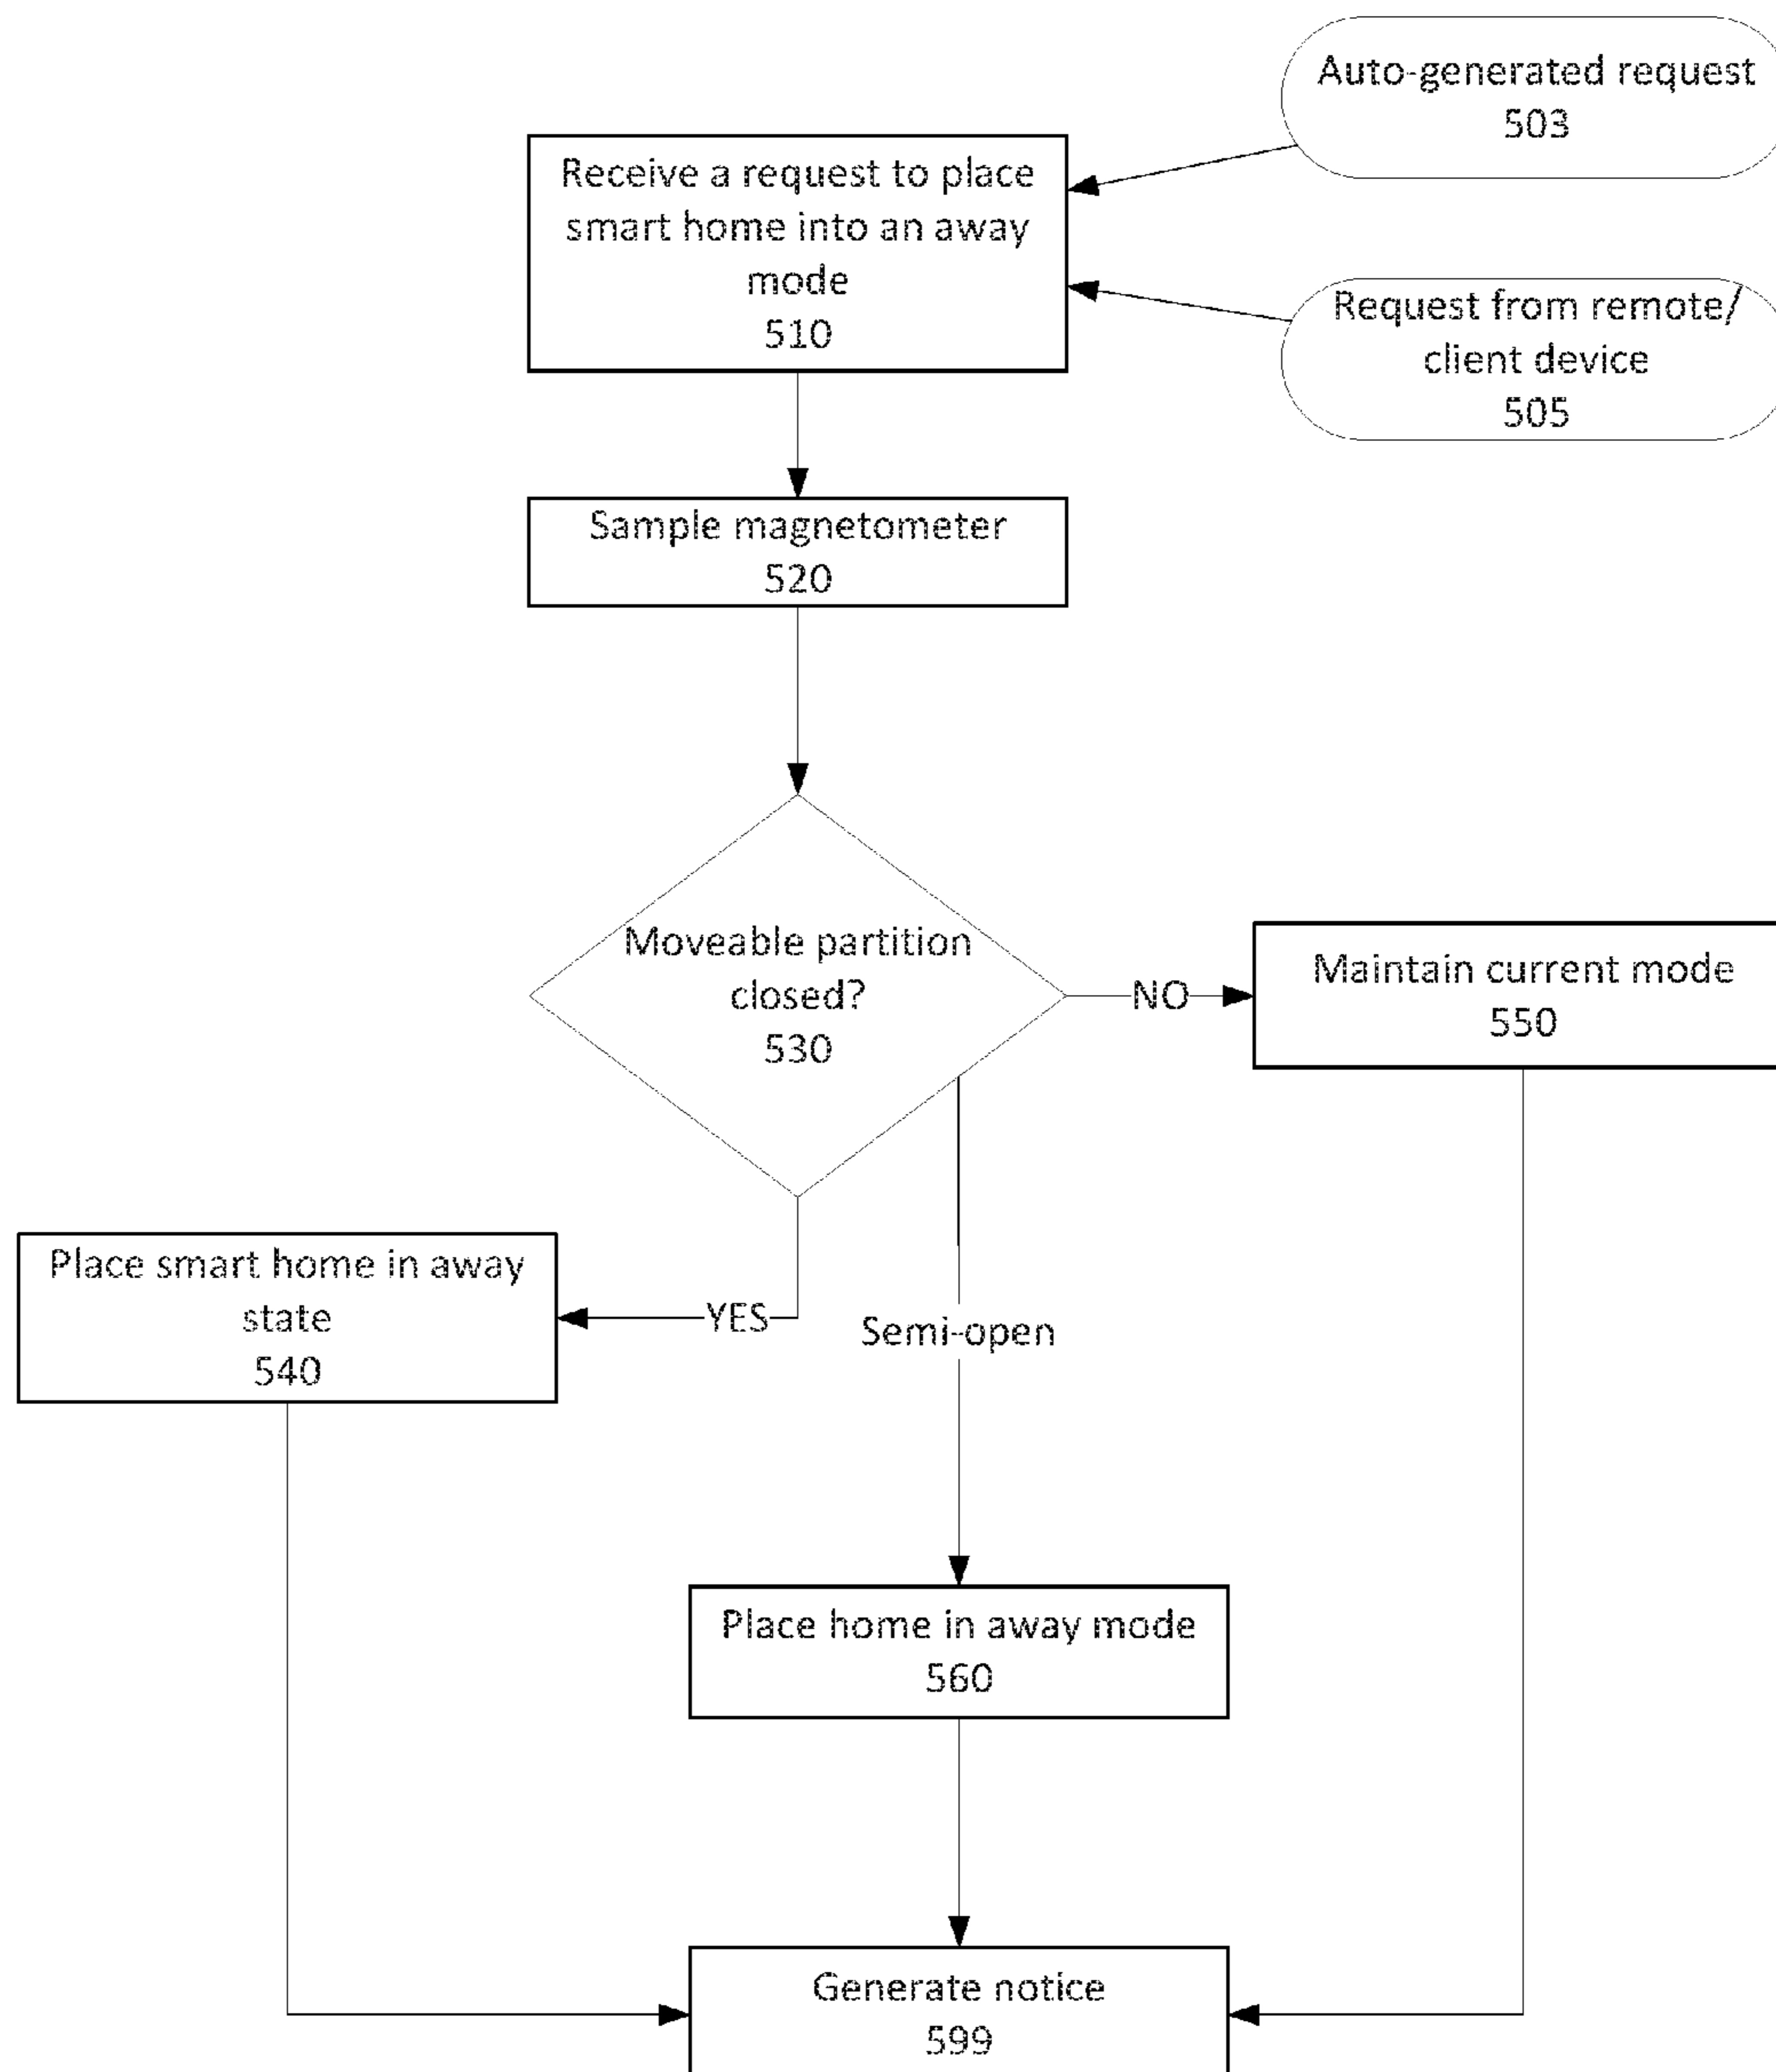 Auto-generated request
503
Receive a request to place
smart home into an away
mode
510
Request from remote/
client device
505
Sample magnetometer
520
Moveable partition
closed?
530
NO
Maintain current mode
550
Place smart home in away
state
540
YES
Semi-open
Place home in away mode
560
Generate notice
599